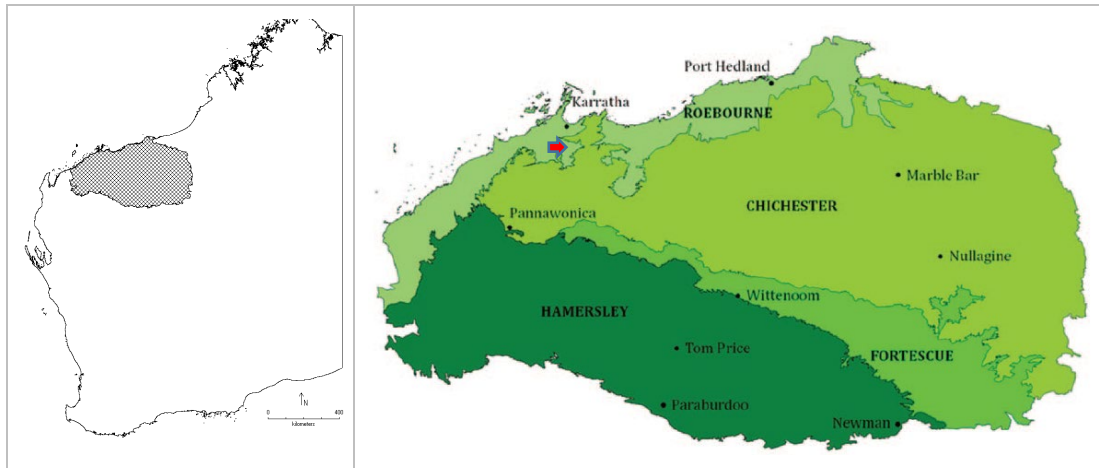 N
0
400
kilometers
Port Hedland
Karratha
ROEBOURNE
Marble Bar
CHICHESTER
Pannawonica
Nullagine
Wittenoom
HAMERSLEY
Tom Price
FORTESCUE
Paraburdoo
Newman